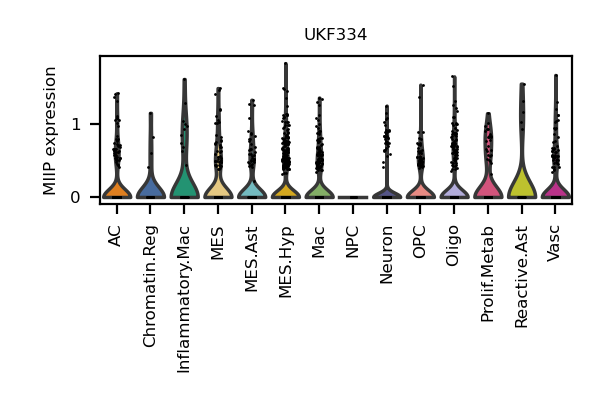 UKF334
MIIP expression
1
0
AC
Chromatin.Reg
Inflammatory.Mac
MES
MES.Ast
MES.Hyp
Mac
NPC
Neuron
OPC
Oligo
Prolif.Metab
Reactive.Ast
Vasc